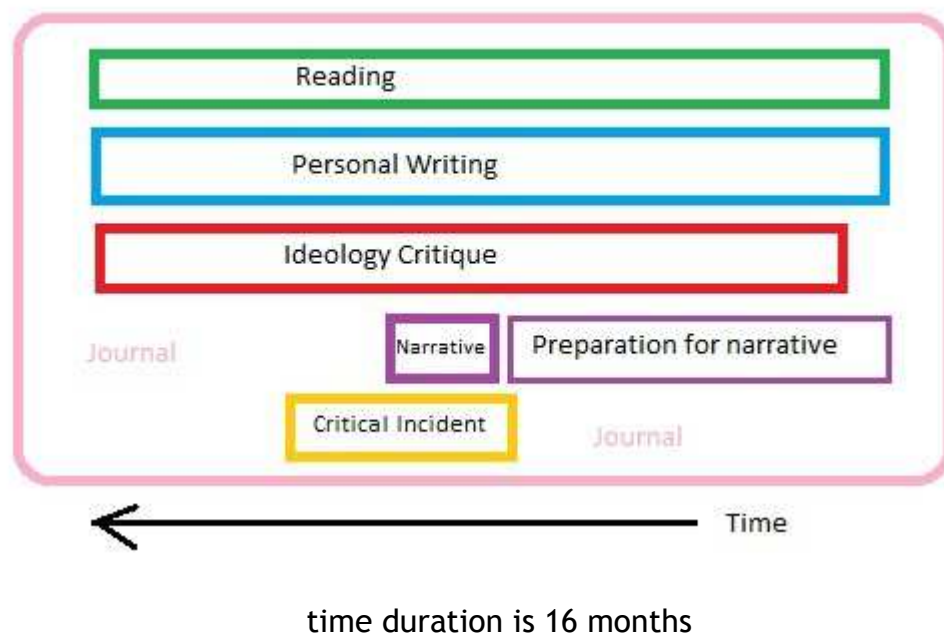 Reading
Personal Writing
Ideology Critique
Journal
Narrative
Preparation for narrative
Critical Incident
Journal
Time
time duration is 16 months